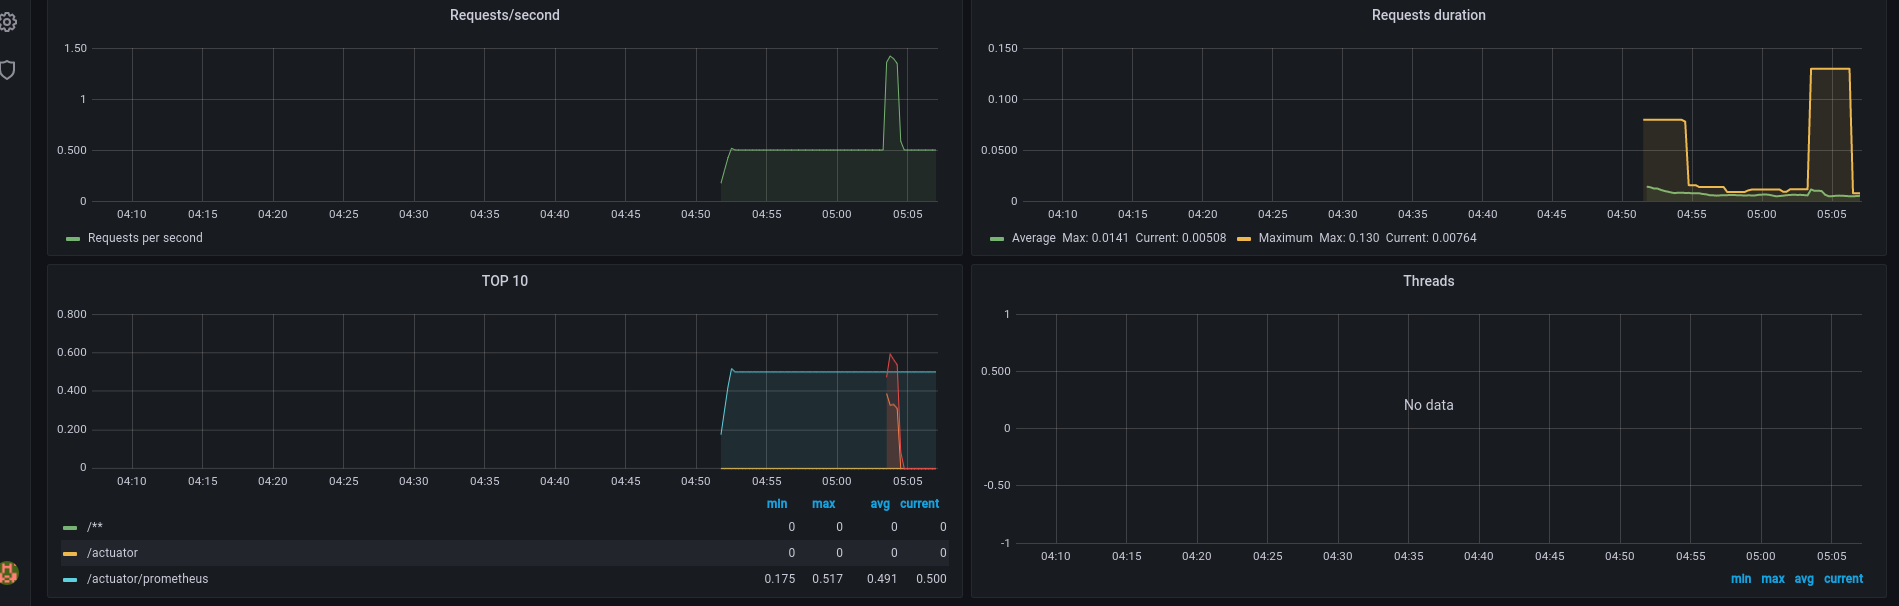 Requests/second
1.50
1
0.500
0
04:10 04:15 04:20 04:25 04:30 04:35 04:40 04:45 04:50 04:55 05:00 05:05
Requests per second
Requests duration
0.150
0.100
0.0500
0
04:10 04:15 04:20 04:25 04:30 04:35 04:40 04:45 04:50 04:55 05:00 05:05
Average Max: 0.0141 Current: 0.00508 Maximum Max: 0.130 Current: 0.00764
TOP 10
0.800
0.600
0.400
0.200
0
04:10 04:15 04:20 04:25 04:30 04:35 04:40 04:45 04:50 04:55 05:00 05:05
min max avg current
/** 0 0 0 0
/actuator 0 0 0 0
/actuator/prometheus 0.175 0.517 0.491 0.500
Threads
1
0.500
No data
0
-0.50
-1
04:10 04:15 04:20 04:25 04:30 04:35 04:40 04:45 04:50 04:55 05:00 05:05
min max avg current